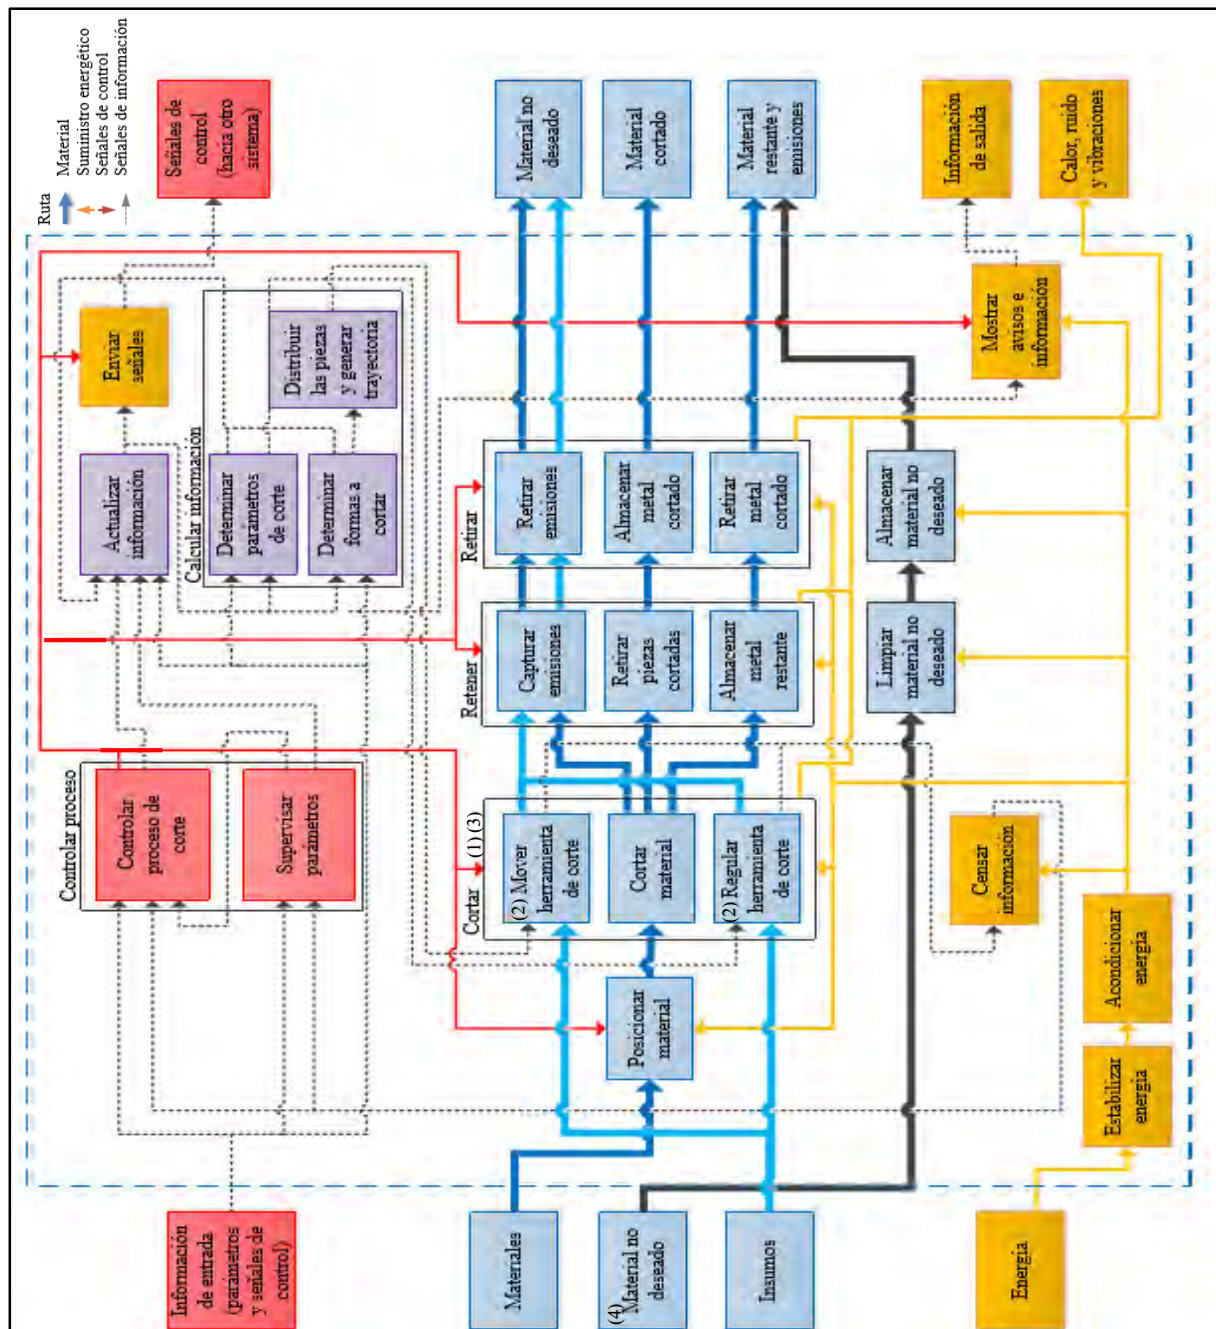 Ruta
Material
Suministro energético
Señales de control
Señales de información
Señales de
control
(hacia otro
sistema)
Material no
deseado
Material
cortado
Material
restante y
emisiones
Información
de salida
Calor, ruido
y vibraciones
Enviar
señales
Distribuir
las piezas
y generar
trayectoria
Mostrar
avisos e
información
Actualizar
información
Calcular información
Determinar
parámetros
de corte
Determinar
formas a
cortar
Retirar
Retirar
emisiones
Almacenar
metal
cortado
Retirar
metal
cortado
Almacenar
material no
deseado
Retener
Capturar
emisiones
Retirar
piezas
cortadas
Almacenar
metal
restante
Limpiar
material no
deseado
Controlar proceso
Controlar
proceso de
corte
Supervisar
parámetros
Cortar (1) (3)
(2) Mover
herramienta
de corte
Cortar
material
(2) Regular
herramienta
de corte
Censar
información
Posicionar
material
Acondicionar
energía
Estabilizar
energía
Información
de entrada
(parámetros
y señales de
control)
Materiales
(4) Material no
deseado
Insumos
Energía